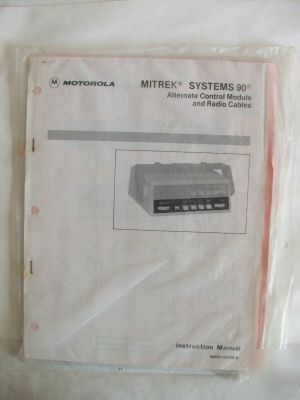 MOTOROLA
MITREK® SYSTEMS 90®
Alternate Control Module
and Radio Cables
Instruction Manual